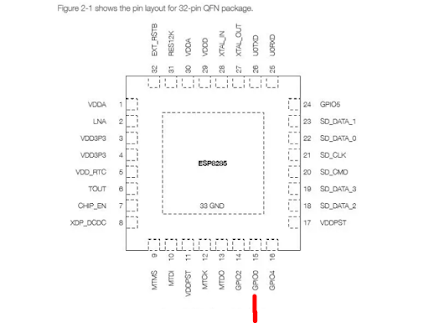 Figure 2-1 shows the pin layout for 32-pin QFN package.
EXT_RSTB
RES12K
VDDA
VDDD
XTAL_IN
XTAL_OUT
U0TXD
U0RXD
32 31 30 29 28 27 26 25
VDDA 1
LNA 2
VDD3P3 3
VDD3P3 4
VDD_RTC 5
TOUT 6
CHIP_EN 7
XDP_DCDC 8
ESP8285
33 GND
24 GPIO5
23 SD_DATA_1
22 SD_DATA_0
21 SD_CLK
20 SD_CMD
19 SD_DATA_3
18 SD_DATA_2
17 VDDPST
9 10 11 12 13 14 15 16
MTMS
MTDI
VDDPST
MTCK
MTDO
GPIO2
GPIO0
GPIO4